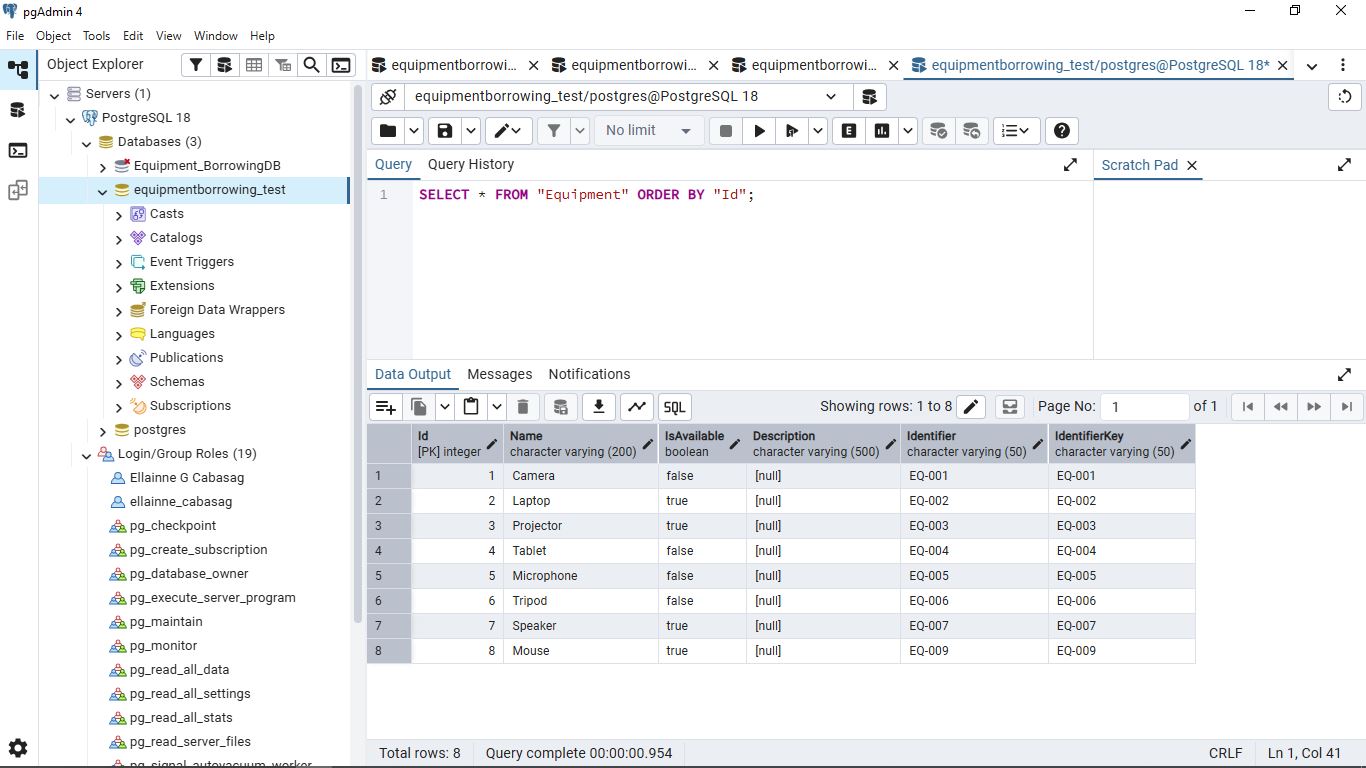 pgAdmin 4
File Object Tools Edit View Window Help
Object Explorer
Servers (1)
PostgreSQL 18
Databases (3)
Equipment_BorrowingDB
equipmentborrowing_test
Casts
Catalogs
Event Triggers
Extensions
Foreign Data Wrappers
Languages
Publications
Schemas
Subscriptions
postgres
Login/Group Roles (19)
Ellainne G Cabasag
ellainne_cabasag
pg_checkpoint
pg_create_subscription
pg_database_owner
pg_execute_server_program
pg_maintain
pg_monitor
pg_read_all_data
pg_read_all_settings
pg_read_all_stats
pg_read_server_files
pg_signal_autovacuum_worker
equipmentborrowi... equipmentborrowi... equipmentborrowi... equipmentborrowing_test/postgres@PostgreSQL 18*
equipmentborrowing_test/postgres@PostgreSQL 18
No limit E
Query Query History Scratch Pad
1 SELECT * FROM "Equipment" ORDER BY "Id";
Data Output Messages Notifications
SQL Showing rows: 1 to 8 Page No: 1 of 1
Id Name IsAvailable Description Identifier IdentifierKey
[PK] integer character varying (200) boolean character varying (500) character varying (50) character varying (50)
1 1 Camera false [null] EQ-001 EQ-001
2 2 Laptop true [null] EQ-002 EQ-002
3 3 Projector true [null] EQ-003 EQ-003
4 4 Tablet false [null] EQ-004 EQ-004
5 5 Microphone false [null] EQ-005 EQ-005
6 6 Tripod false [null] EQ-006 EQ-006
7 7 Speaker true [null] EQ-007 EQ-007
8 8 Mouse true [null] EQ-009 EQ-009
Total rows: 8 Query complete 00:00:00.954 CRLF Ln 1, Col 41